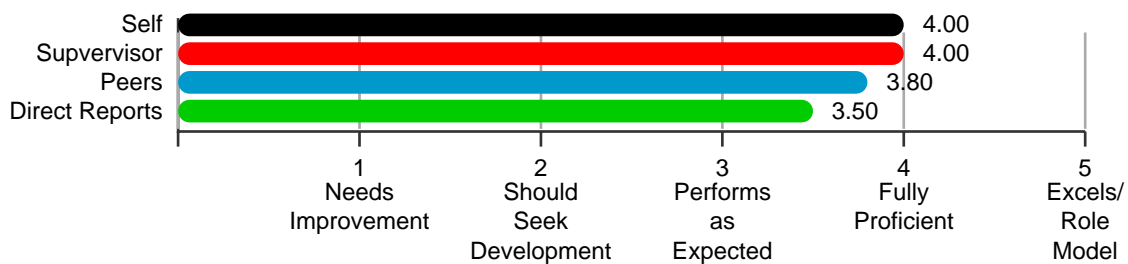 Self 4.00
Supvervisor 4.00
Peers 3.80
Direct Reports 3.50
1 2 3 4 5
Needs Should Performs Fully Excels/
Improvement Seek as Proficient Role
Development Expected Model